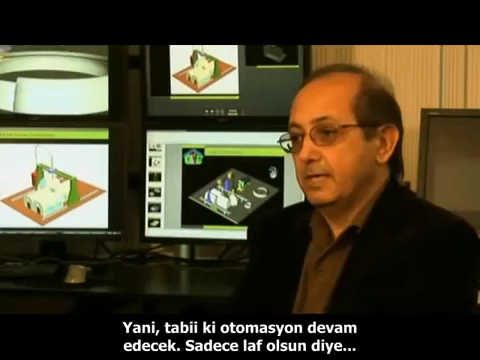 Yani, tabii ki otomasyon devam
edecek. Sadece laf olsun diye...